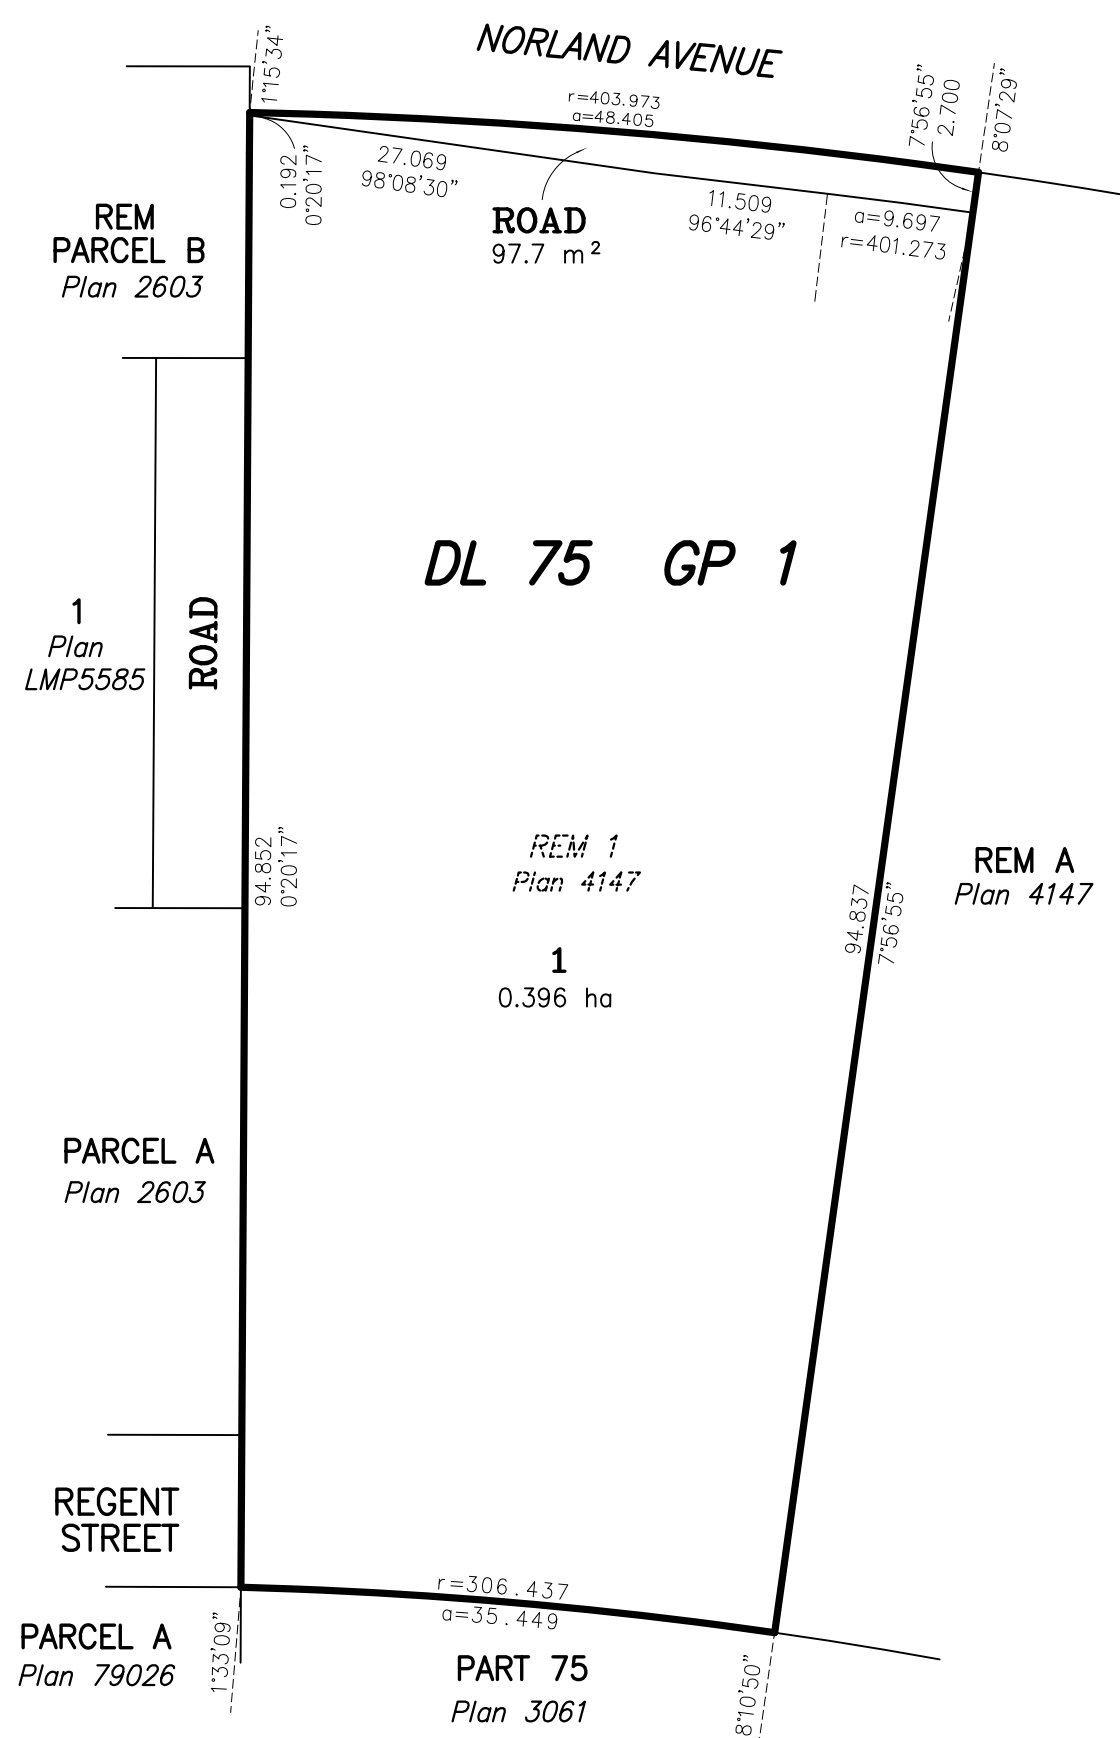 NORLAND AVENUE
1°15'34"
r=403.973
a=48.405
7°56'55"
2.700
8°07'29"
0.192
0°20'17"
27.069
98°08'30"
ROAD
97.7 m²
11.509
96°44'29"
a=9.697
r=401.273
REM
PARCEL B
Plan 2603
DL 75 GP 1
1
Plan
LMP5585
ROAD
94.852
0°20'17"
REM 1
Plan 4147
1
0.396 ha
94.837
7°56'55"
REM A
Plan 4147
PARCEL A
Plan 2603
REGENT
STREET
r=306.437
a=35.449
PARCEL A
Plan 79026
1°33'09"
PART 75
Plan 3061
8°10'50"